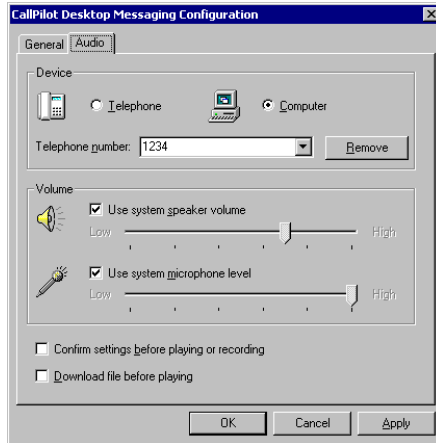 CallPilot Desktop Messaging Configuration
General Audio
Device
Telephone Computer
Telephone number: 1234 Remove
Volume
Use system speaker volume
Low High
Use system microphone level
Low High
Confirm settings before playing or recording
Download file before playing
OK Cancel Apply